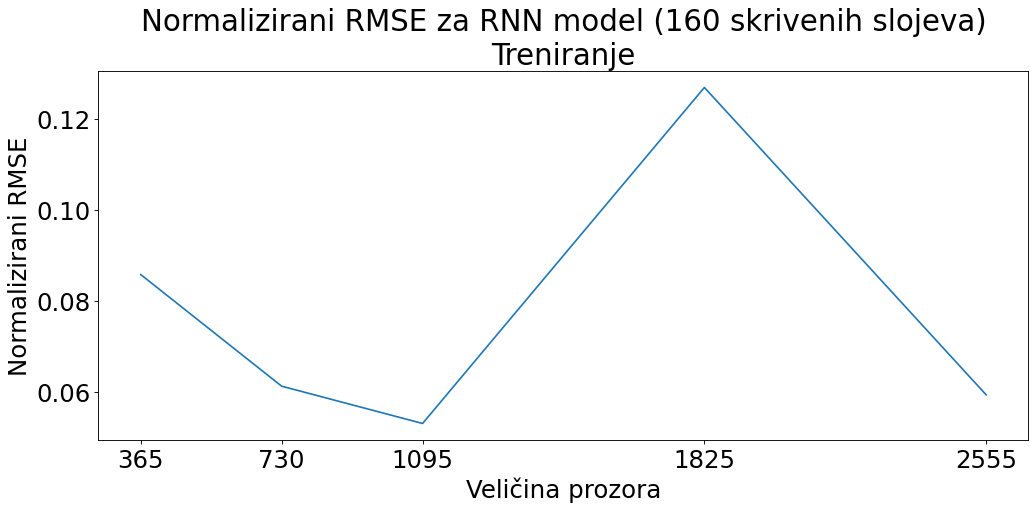 Normalizirani RMSE za RNN model (160 skrivenih slojeva)
Treniranje
Normalizirani RMSE
0.12
0.10
0.08
0.06
365 730 1095 1825 2555
Veličina prozora